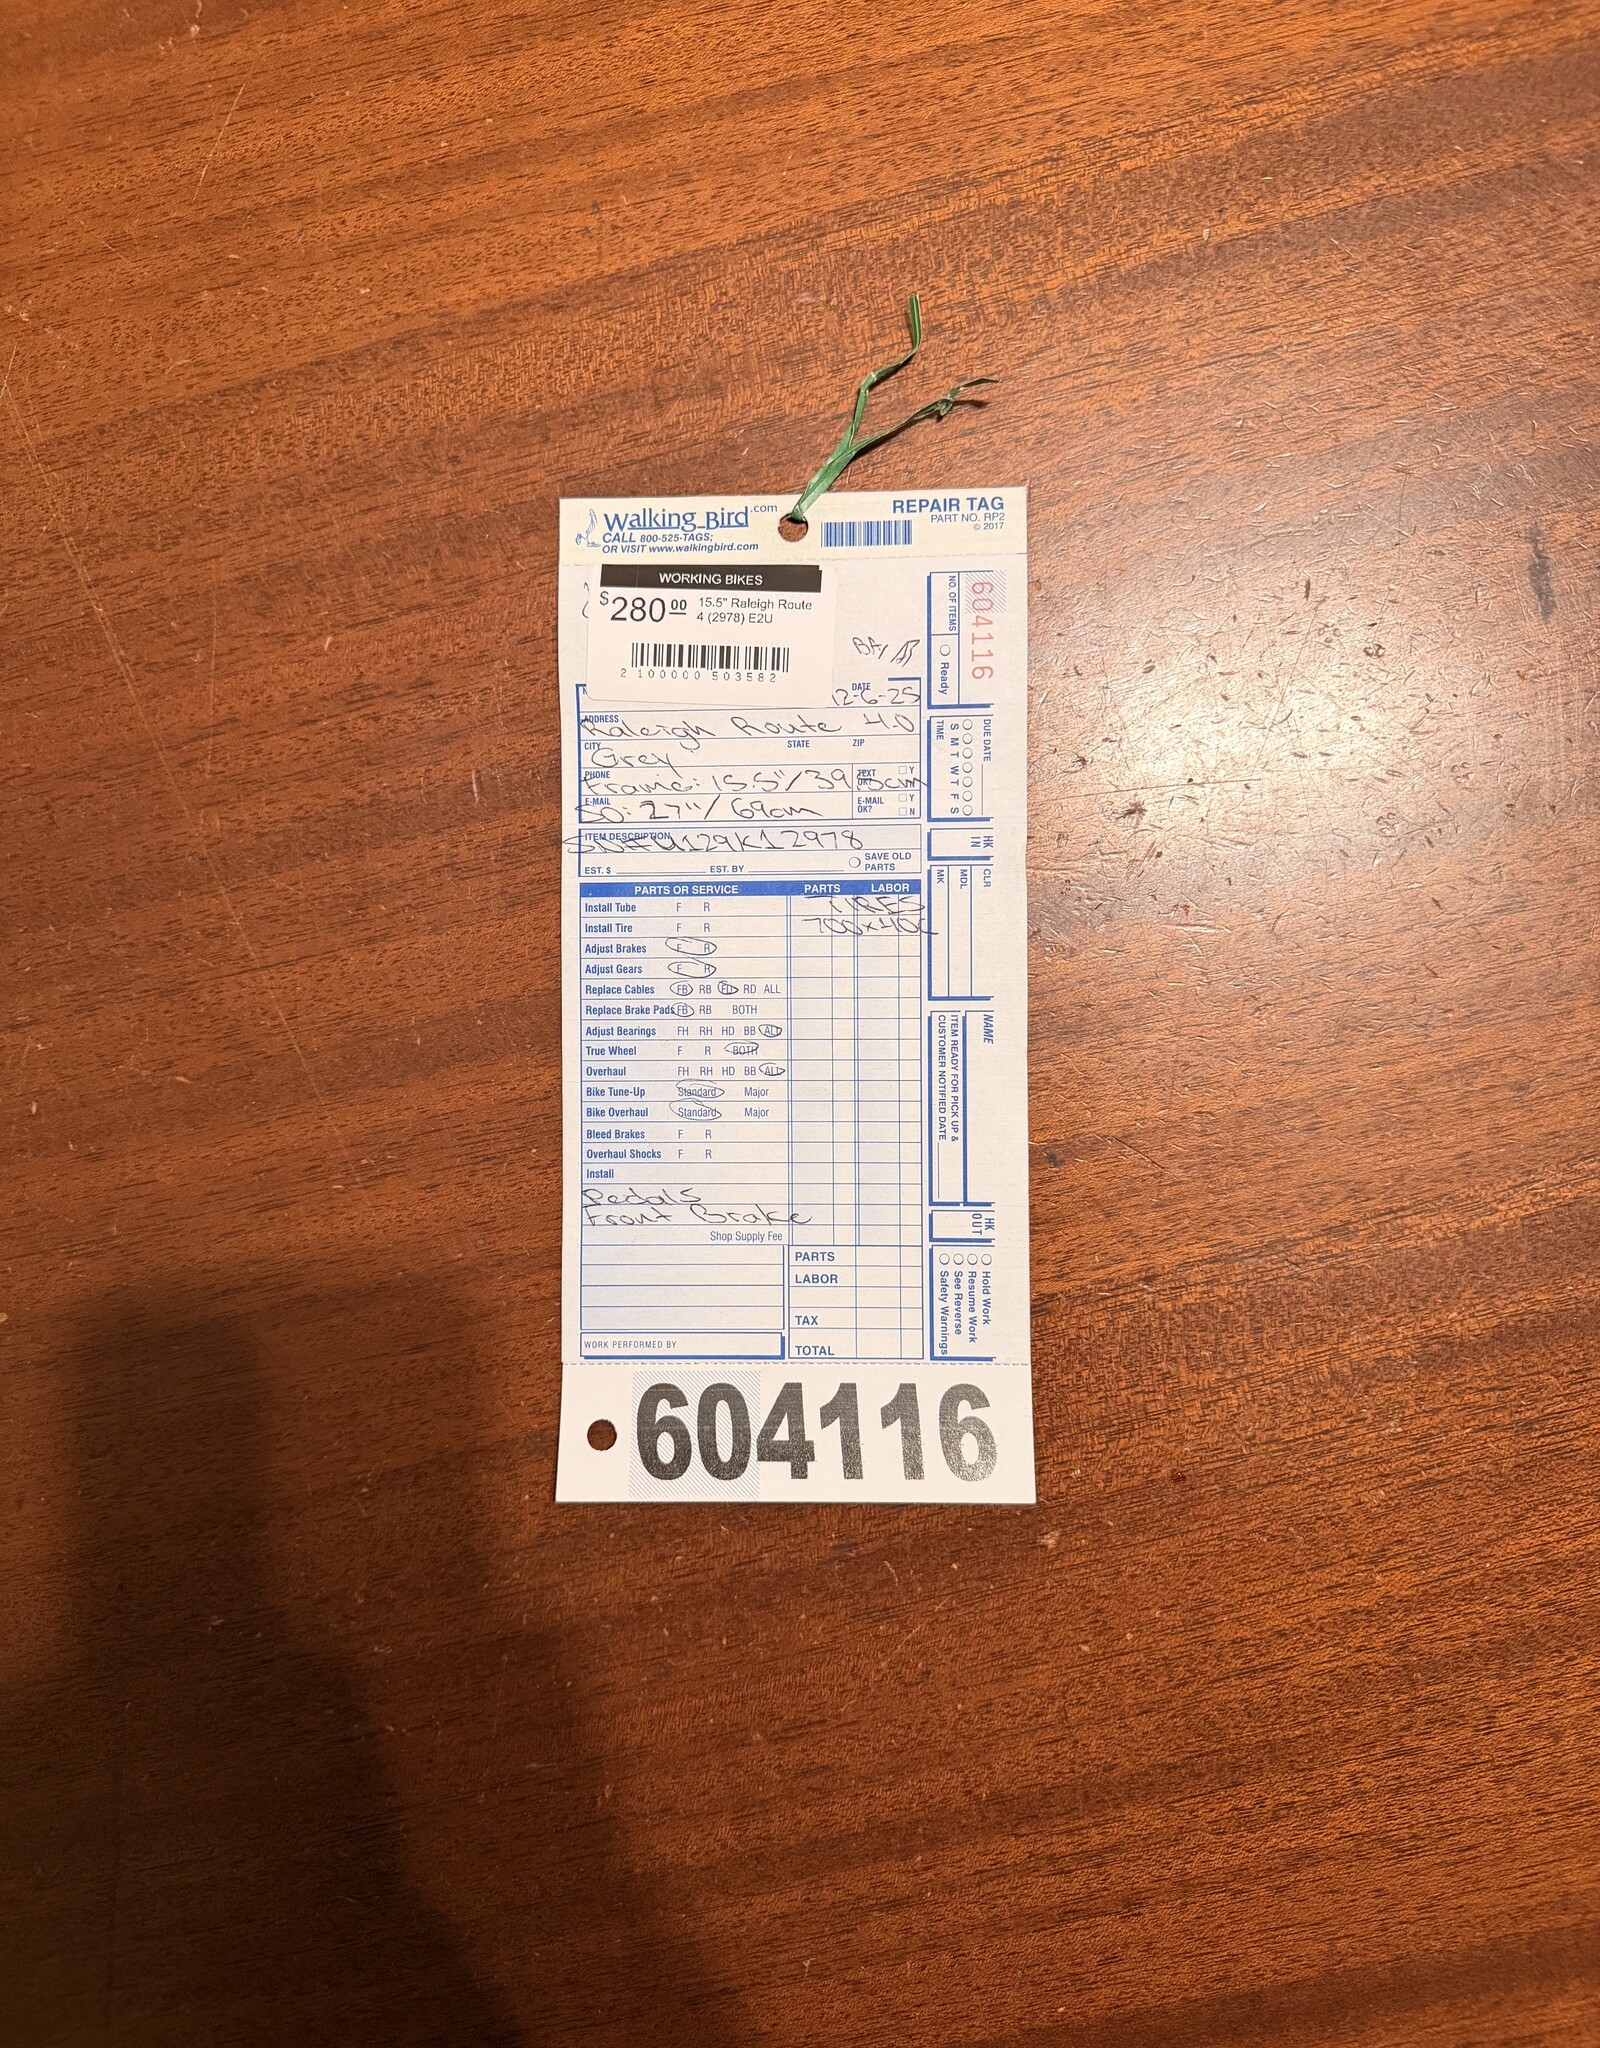 Walking Bird.com
CALL 800-525-TAGS;
OR VISIT www.walkingbird.com
REPAIR TAG
PART NO. RP2
© 2017
WORKING BIKES
$280.00 15.5" Raleigh Route
4 (2978) E2U
2 100000 503582
DATE
12-6-25
ADDRESS
Raleigh Route 4.0
CITY STATE ZIP
Grey
PHONE TEXT OK? Y
Frame: 15.5"/39.5cm
E-MAIL E-MAIL OK? Y N
SO: 27"/69cm
ITEM DESCRIPTION
SN#U129K12978
EST. $ EST. BY SAVE OLD PARTS
PARTS OR SERVICE PARTS LABOR
Install Tube F R TIRES
Install Tire F R 700x40c
Adjust Brakes F R
Adjust Gears F R
Replace Cables FB RB FD RD ALL
Replace Brake Pads FB RB BOTH
Adjust Bearings FH RH HD BB ALL
True Wheel F R BOTH
Overhaul FH RH HD BB ALL
Bike Tune-Up Standard Major
Bike Overhaul Standard Major
Bleed Brakes F R
Overhaul Shocks F R
Install
Pedals
Front Brake
Shop Supply Fee
PARTS
LABOR
TAX
TOTAL
WORK PERFORMED BY
604116
NO. OF ITEMS
Ready
604116
DUE DATE
S M T W T F S
TIME
HK IN
CLR
MDL
MK
NAME
ITEM READY FOR PICK UP &
CUSTOMER NOTIFIED DATE
HK OUT
Hold Work
Resume Work
See Reverse
Safety Warnings